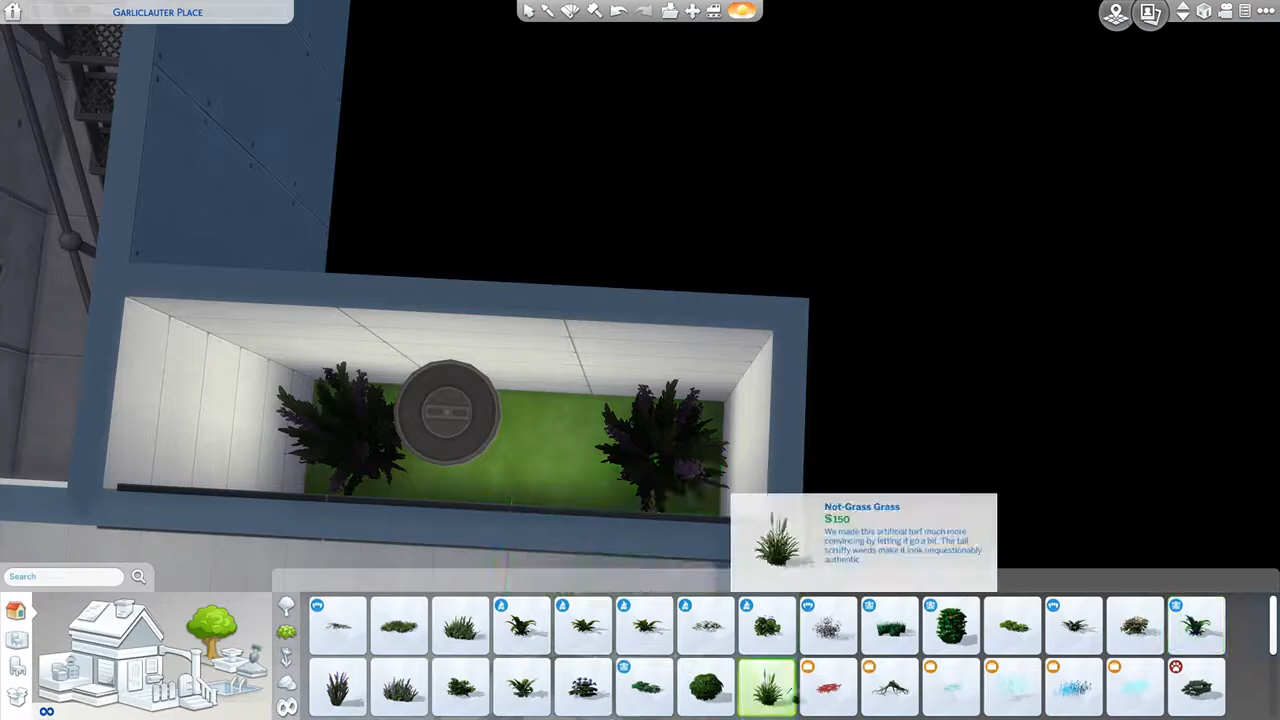 Garliclauter Place
Not-Grass Grass
§150
We made this artificial turf much more
convincing by letting it go a bit. The tall
scruffy weeds make it look unquestionably
authentic
Search